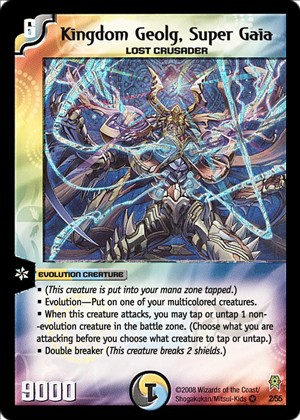 6
Kingdom Geolg, Super Gaia
LOST CRUSADER
EVOLUTION CREATURE
■ (This creature is put into your mana zone tapped.)
■ Evolution—Put on one of your multicolored creatures.
■ When this creature attacks, you may tap or untap 1 non-
evolution creature in the battle zone. (Choose what you are
attacking before you choose what creature to tap or untap.)
■ Double breaker (This creature breaks 2 shields.)
9000
1
©2008 Wizards of the Coast/
Shogakukan/Mitsui-Kids
2/55